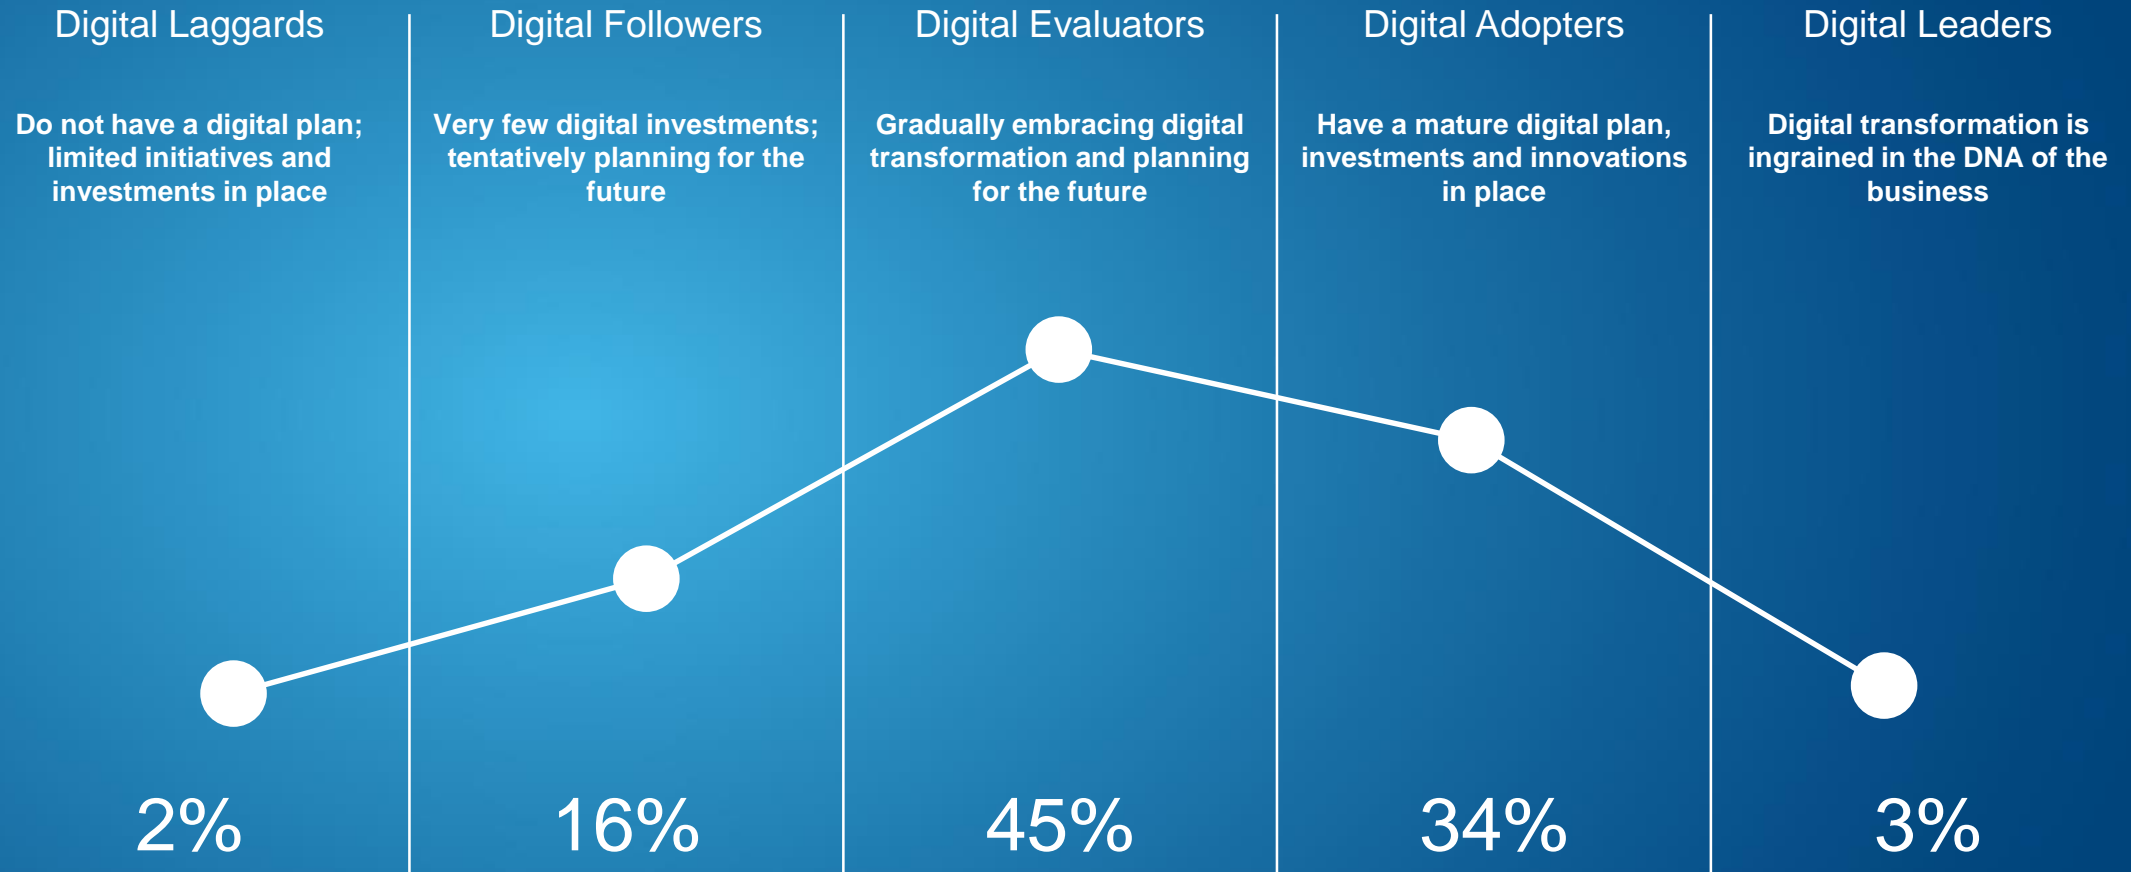 Digital Laggards
Do not have a digital plan;
limited initiatives and
investments in place
2%
Digital Followers
Very few digital investments;
tentatively planning for the
future
16%
Digital Evaluators
Gradually embracing digital
transformation and planning
for the future
45%
Digital Adopters
Have a mature digital plan,
investments and innovations
in place
34%
Digital Leaders
Digital transformation is
ingrained in the DNA of the
business
3%